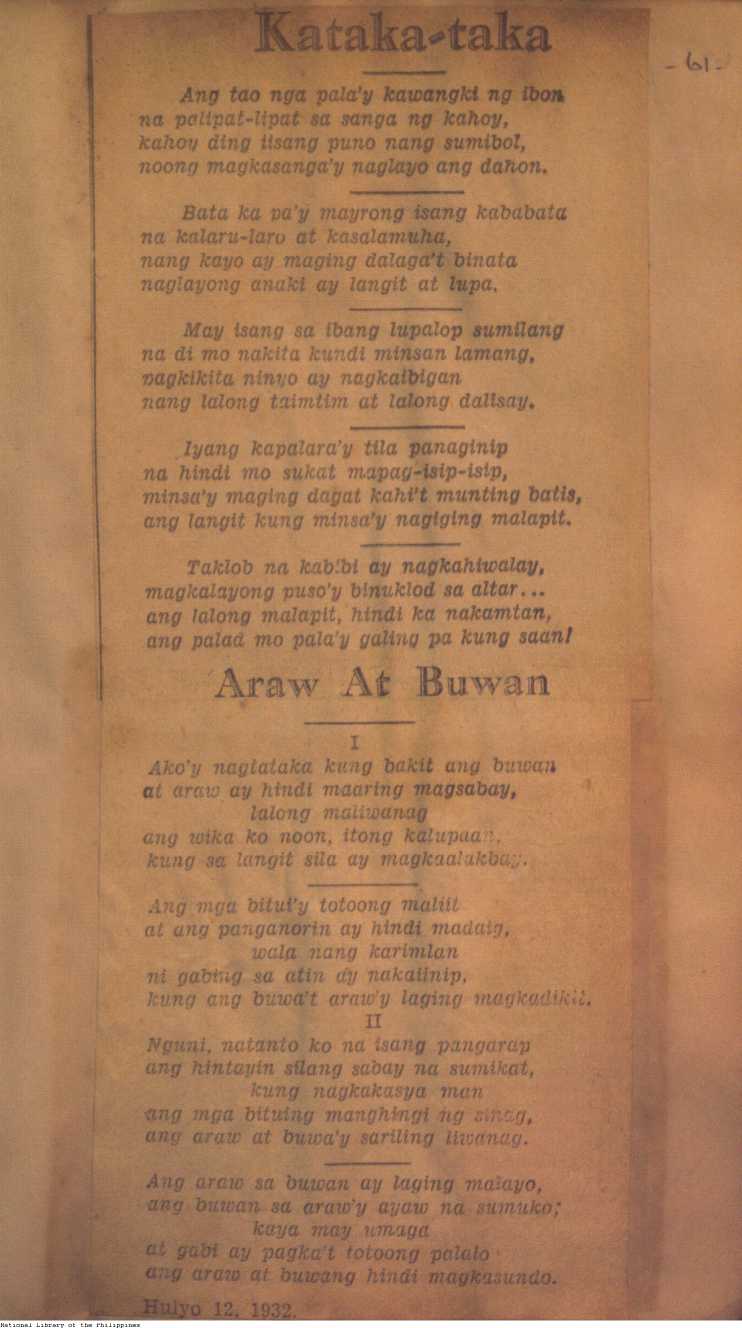 Kataka-taka
- 61 -
Ang tao nga pala'y kawangki ng ibon
na palipat-lipat sa sanga ng kahoy,
kahoy ding iisang puno nang sumibol,
noong magkasanga'y naglayo ang dahon.
Bata ka pa'y mayrong isang kababata
na kalaru-laro at kasalamuha,
nang kayo ay maging dalaga't binata
naglayong anaki ay langit at lupa.
May isang sa ibang lupalop sumilang
na di mo nakita kundi minsan lamang,
pagkikita ninyo ay nagkaibigan
nang lalong taimtim at lalong dalisay.
Iyang kapalara'y tila panaginip
na hindi mo sukat mapag-isip-isip,
minsa'y maging dagat kahi't munting batis,
ang langit kung minsa'y nagiging malapit.
Taklob na kabibi ay nagkahiwalay,
magkalayong puso'y binuklod sa altar...
ang lalong malapit, hindi ka nakamtan,
ang palad mo pala'y galing pa kung saan!
Araw At Buwan
I
Ako'y nagtataka kung bakit ang buwan
at araw ay hindi maaring magsabay,
lalong maliwanag
ang wika ko noon, itong kalupaan,
kung sa langit sila ay magkaalakbay.
Ang mga bitui'y totoong maliit
at ang panganorin ay hindi madaig,
wala nang karimlan
ni gabing sa atin ay nakaiinip,
kung ang buwa't araw'y laging magkadikit.
II
Nguni, natanto ko na isang pangarap
ang hintayin silang sabay na sumikat,
kung nagkakasya man
ang mga bituing manghingi ng sinag,
ang araw at buwa'y sariling liwanag.
Ang araw sa buwan ay laging malayo,
ang buwan sa araw'y ayaw na sumuko;
kaya may umaga
at gabi ay pagka't totoong palalo
ang araw at buwang hindi magkasundo.
Hulyo 12, 1932.
National Library of the Philippines